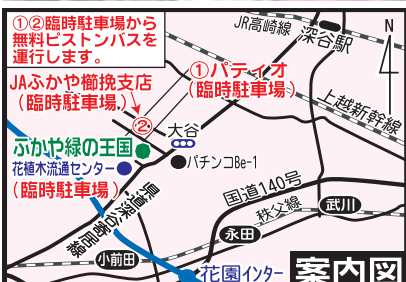 ①②臨時駐車場から
無料ピストンバスを
運行します。
JR高崎線
深谷駅
N
JAふかや櫛挽支店
(臨時駐車場)
①パティオ
(臨時駐車場)
上越新幹線
②
大谷
ふかや緑の王国
パチンコBe-1
花植木流通センター
(臨時駐車場)
県道深谷寄居線
国道140号
秩父線
武川
永田
小前田
花園インター
案内図